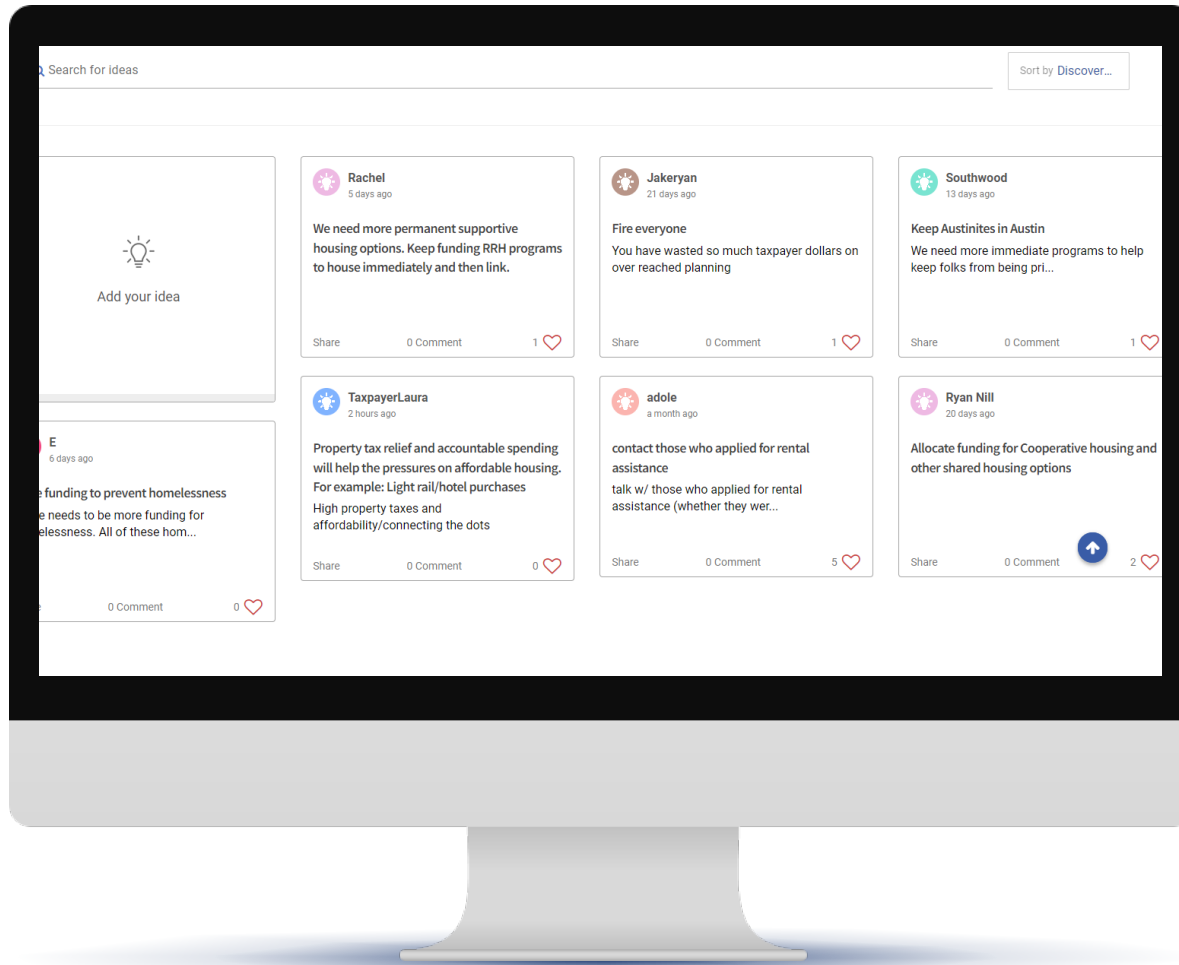 Search for ideas
Sort by Discover...
Add your idea
Rachel
5 days ago
We need more permanent supportive
housing options. Keep funding RRH programs
to house immediately and then link.
Share 0 Comment 1
Jakeryan
21 days ago
Fire everyone
You have wasted so much taxpayer dollars on
over reached planning
Share 0 Comment 1
Southwood
13 days ago
Keep Austinites in Austin
We need more immediate programs to help
keep folks from being pri...
Share 0 Comment 1
E
6 days ago
funding to prevent homelessness
needs to be more funding for
elessness. All of these hom...
0 Comment 0
TaxpayerLaura
2 hours ago
Property tax relief and accountable spending
will help the pressures on affordable housing.
For example: Light rail/hotel purchases
High property taxes and
affordability/connecting the dots
Share 0 Comment 0
adole
a month ago
contact those who applied for rental
assistance
talk w/ those who applied for rental
assistance (whether they wer...
Share 0 Comment 5
Ryan Nill
20 days ago
Allocate funding for Cooperative housing and
other shared housing options
Share 0 Comment 2